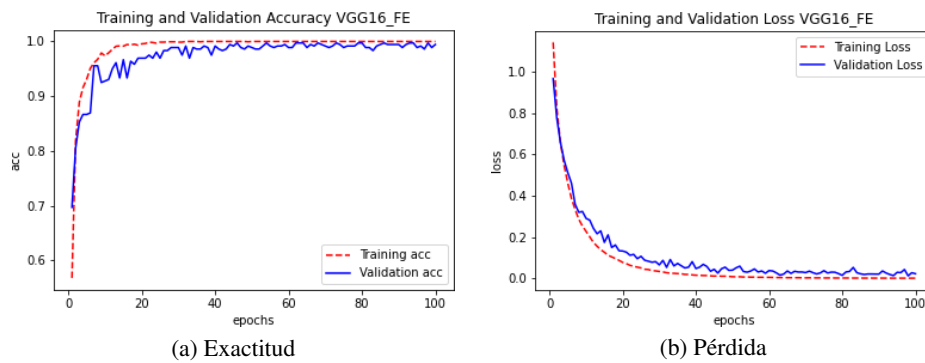 Training and Validation Accuracy VGG16_FE
1.0
0.9
0.8
0.7
0.6
acc
Training acc
Validation acc
0 20 40 60 80 100
epochs
(a) Exactitud
Training and Validation Loss VGG16_FE
1.0
0.8
0.6
0.4
0.2
0.0
loss
Training Loss
Validation Loss
0 20 40 60 80 100
epochs
(b) Pérdida